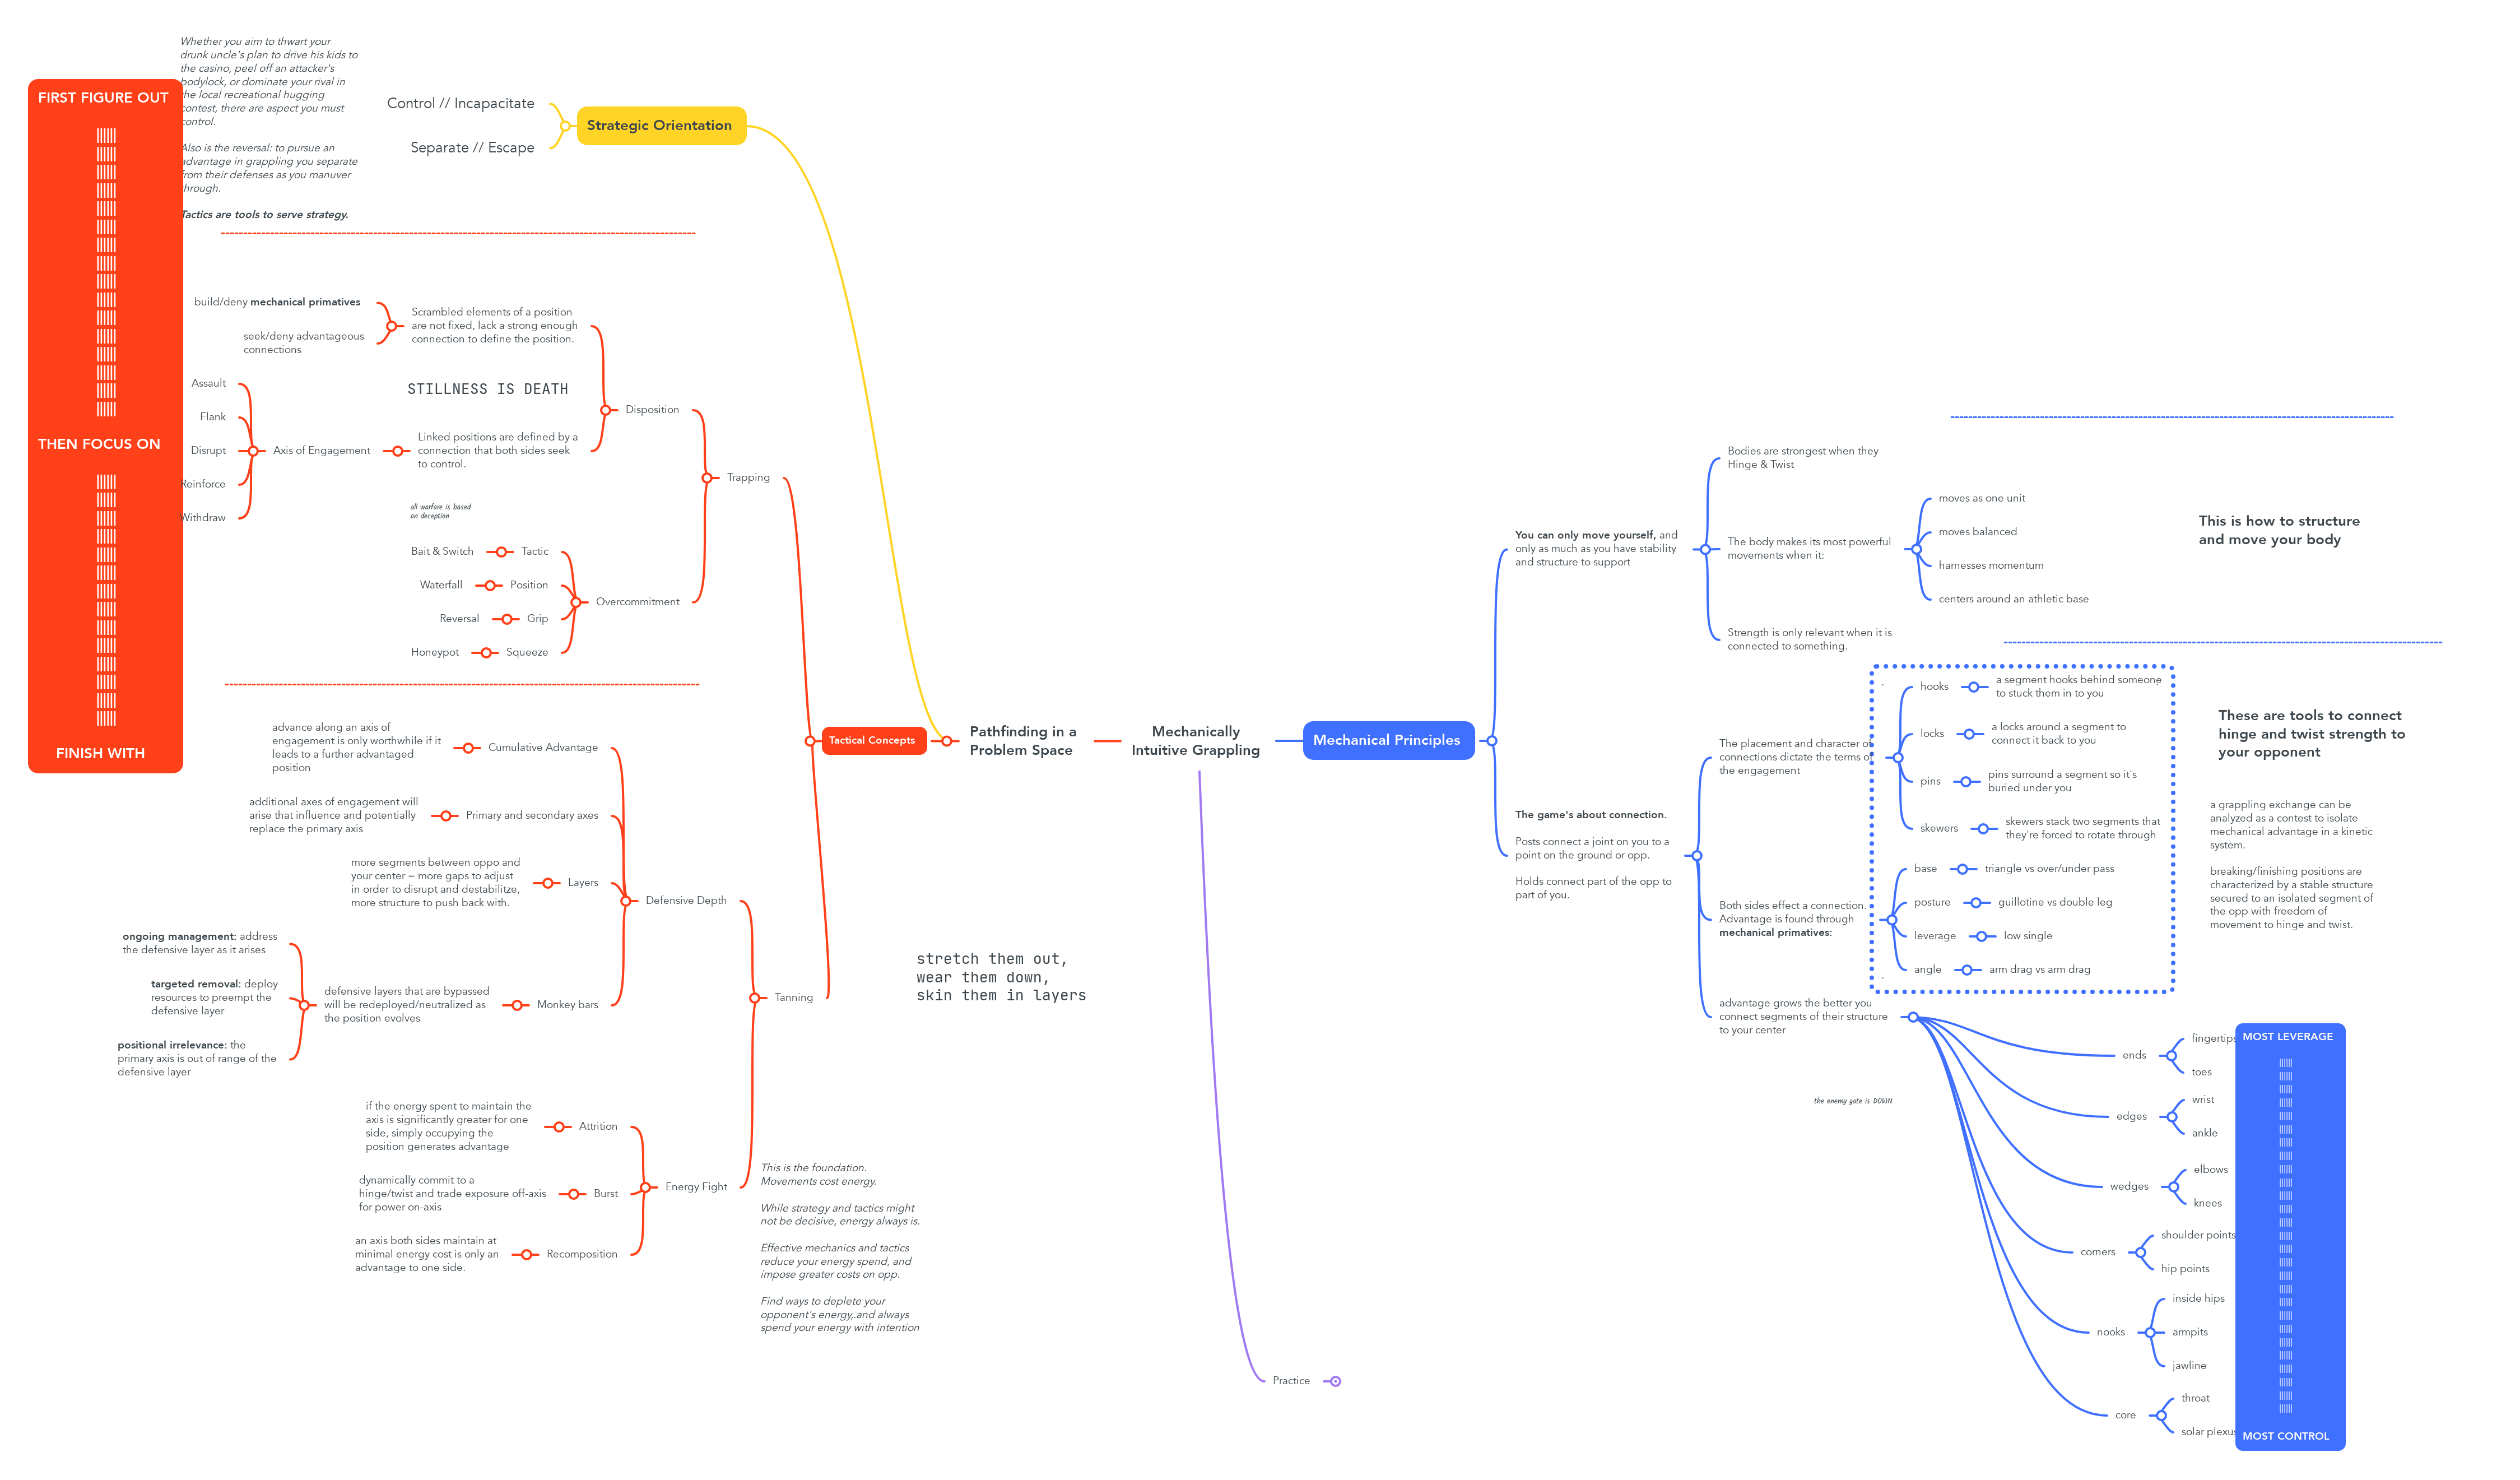 Whether you aim to thwart your
drunk uncle's plan to drive his kids to
the casino, peel off an attacker's
bodylock, or dominate your rival in
the local recreational hugging
contest, there are aspect you must
control.
Also is the reversal: to pursue an
advantage in grappling you separate
from their defenses as you manuver
through.
Tactics are tools to serve strategy.
FIRST FIGURE OUT
THEN FOCUS ON
FINISH WITH
Control // Incapacitate
Separate // Escape
Strategic Orientation
build/deny mechanical primatives
seek/deny advantageous
connections
Scrambled elements of a position
are not fixed, lack a strong enough
connection to define the position.
STILLNESS IS DEATH
Assault
Flank
Disrupt
Reinforce
Withdraw
Axis of Engagement
Linked positions are defined by a
connection that both sides seek
to control.
Disposition
Trapping
all warfare is based
on deception
Bait & Switch
Tactic
Waterfall
Position
Reversal
Grip
Honeypot
Squeeze
Overcommitment
advance along an axis of
engagement is only worthwhile if it
leads to a further advantaged
position
Cumulative Advantage
additional axes of engagement will
arise that influence and potentially
replace the primary axis
Primary and secondary axes
more segments between oppo and
your center = more gaps to adjust
in order to disrupt and destabilitze,
more structure to push back with.
Layers
Defensive Depth
ongoing management: address
the defensive layer as it arises
targeted removal: deploy
resources to preempt the
defensive layer
positional irrelevance: the
primary axis is out of range of the
defensive layer
defensive layers that are bypassed
will be redeployed/neutralized as
the position evolves
Monkey bars
Tanning
stretch them out,
wear them down,
skin them in layers
if the energy spent to maintain the
axis is significantly greater for one
side, simply occupying the
position generates advantage
Attrition
dynamically commit to a
hinge/twist and trade exposure off-axis
for power on-axis
Burst
an axis both sides maintain at
minimal energy cost is only an
advantage to one side.
Recomposition
Energy Fight
This is the foundation.
Movements cost energy.
While strategy and tactics might
not be decisive, energy always is.
Effective mechanics and tactics
reduce your energy spend, and
impose greater costs on opp.
Find ways to deplete your
opponent's energy,.and always
spend your energy with intention
Tactical Concepts
Pathfinding in a
Problem Space
Mechanically
Intuitive Grappling
Mechanical Principles
Practice
You can only move yourself, and
only as much as you have stability
and structure to support
Bodies are strongest when they
Hinge & Twist
The body makes its most powerful
movements when it:
moves as one unit
moves balanced
harnesses momentum
centers around an athletic base
Strength is only relevant when it is
connected to something.
This is how to structure
and move your body
The game's about connection.
Posts connect a joint on you to a
point on the ground or opp.
Holds connect part of the opp to
part of you.
The placement and character of
connections dictate the terms of
the engagement
hooks
a segment hooks behind someone
to stuck them in to you
locks
a locks around a segment to
connect it back to you
pins
pins surround a segment so it's
buried under you
skewers
skewers stack two segments that
they're forced to rotate through
Both sides effect a connection.
Advantage is found through
mechanical primatives:
base
triangle vs over/under pass
posture
guillotine vs double leg
leverage
low single
angle
arm drag vs arm drag
These are tools to connect
hinge and twist strength to
your opponent
a grappling exchange can be
analyzed as a contest to isolate
mechanical advantage in a kinetic
system.
breaking/finishing positions are
characterized by a stable structure
secured to an isolated segment of
the opp with freedom of
movement to hinge and twist.
advantage grows the better you
connect segments of their structure
to your center
the enemy gate is DOWN
ends
fingertips
toes
edges
wrist
ankle
wedges
elbows
knees
corners
shoulder points
hip points
nooks
inside hips
armpits
jawline
core
throat
solar plexus
MOST LEVERAGE
MOST CONTROL